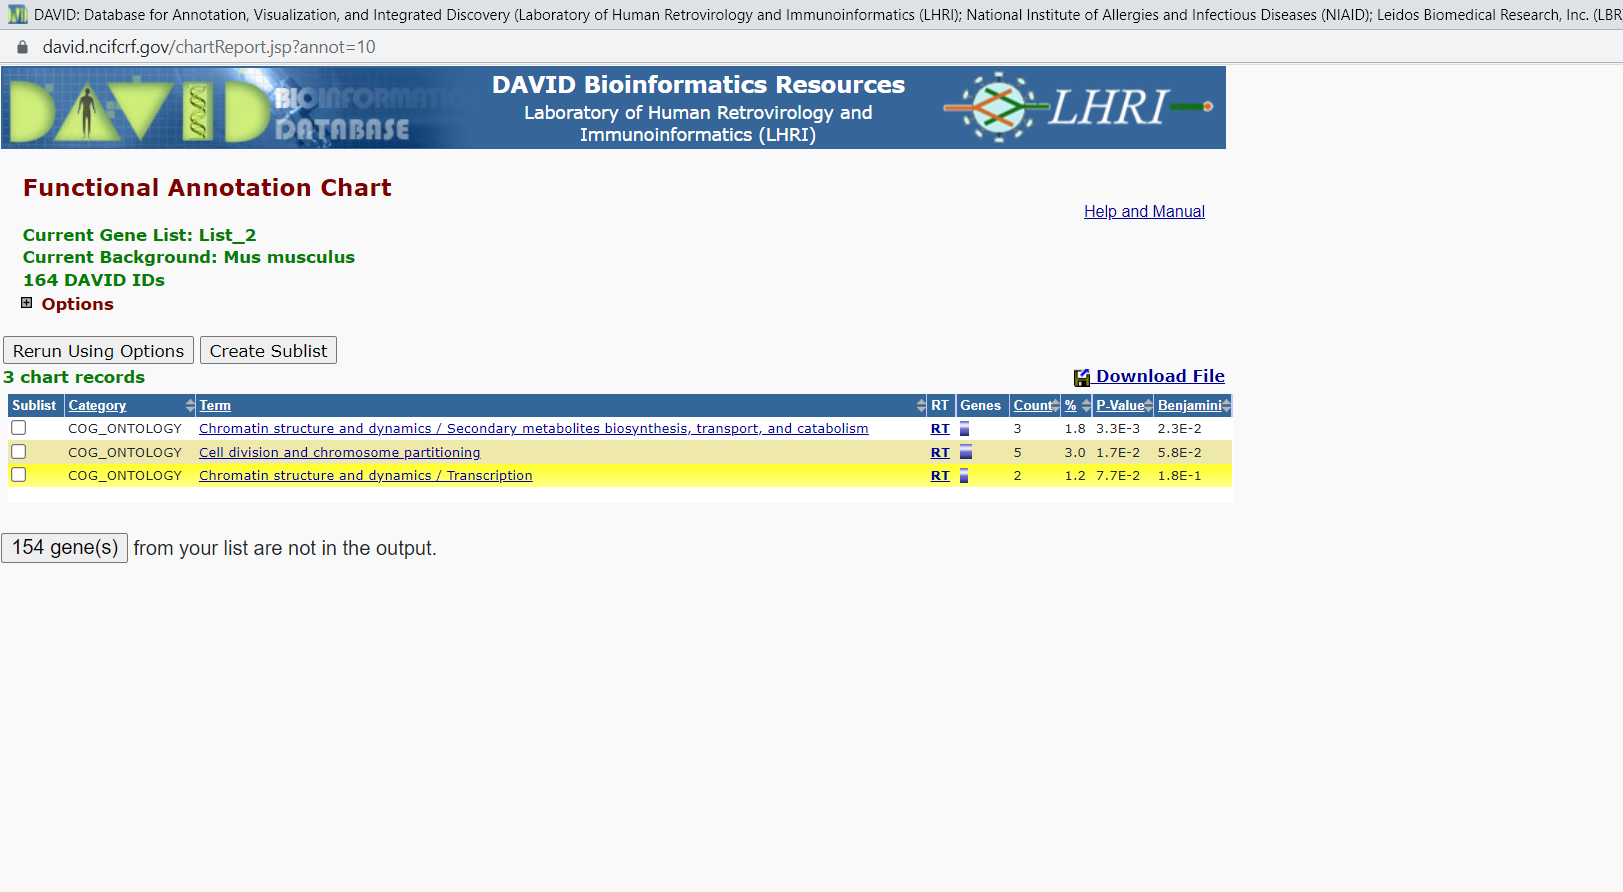 DAVID: Database for Annotation, Visualization, and Integrated Discovery (Laboratory of Human Retrovirology and Immunoinformatics (LHRI); National Institute of Allergies and Infectious Diseases (NIAID); Leidos Biomedical Research, Inc. (LBR
david.ncifcrf.gov/chartReport.jsp?annot=10
DAVID BIOINFORMATICS DATABASE
DAVID Bioinformatics Resources
Laboratory of Human Retrovirology and
Immunoinformatics (LHRI)
LHRI
Functional Annotation Chart
Help and Manual
Current Gene List: List_2
Current Background: Mus musculus
164 DAVID IDs
Options
Rerun Using Options Create Sublist
3 chart records Download File
Sublist Category Term RT Genes Count % P-Value Benjamini
COG_ONTOLOGY Chromatin structure and dynamics / Secondary metabolites biosynthesis, transport, and catabolism RT 3 1.8 3.3E-3 2.3E-2
COG_ONTOLOGY Cell division and chromosome partitioning RT 5 3.0 1.7E-2 5.8E-2
COG_ONTOLOGY Chromatin structure and dynamics / Transcription RT 2 1.2 7.7E-2 1.8E-1
154 gene(s) from your list are not in the output.